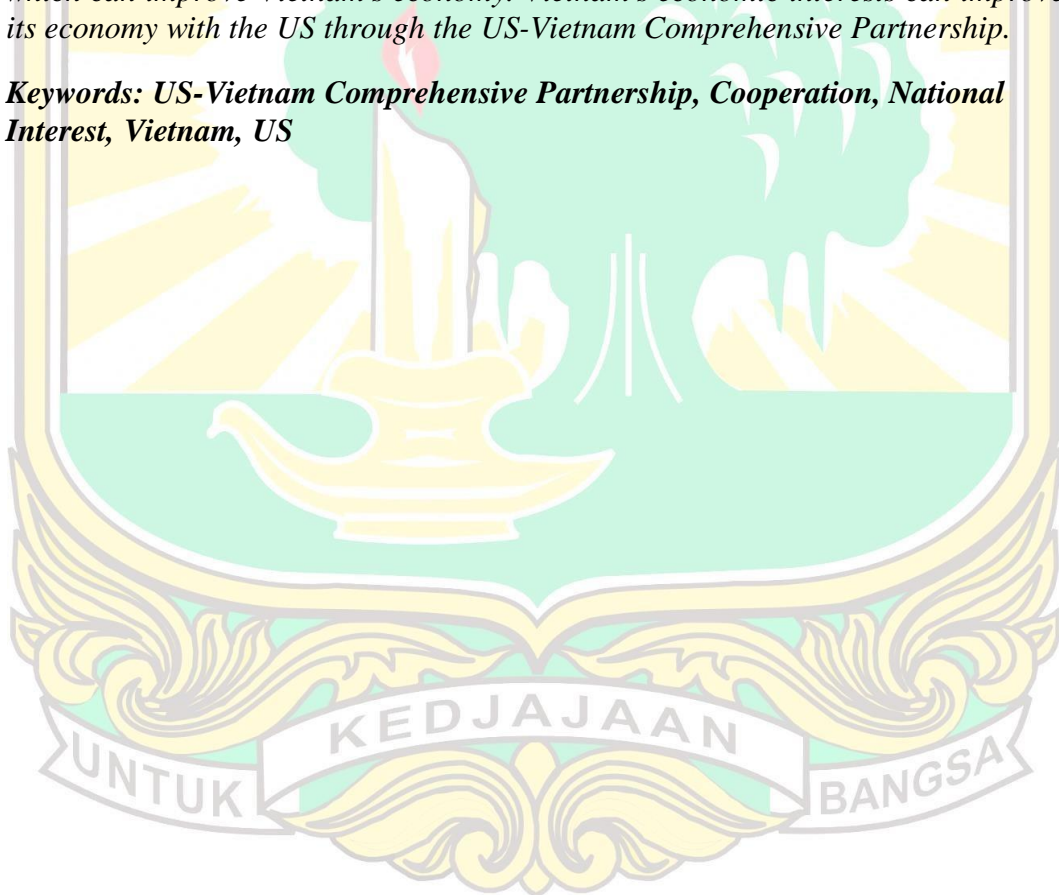 which can improve Vietnam's economy. Vietnam's economic interests can improve
its economy with the US through the US-Vietnam Comprehensive Partnership.
Keywords: US-Vietnam Comprehensive Partnership, Cooperation, National
Interest, Vietnam, US
UNTUK KEDJAJAAN BANGSA